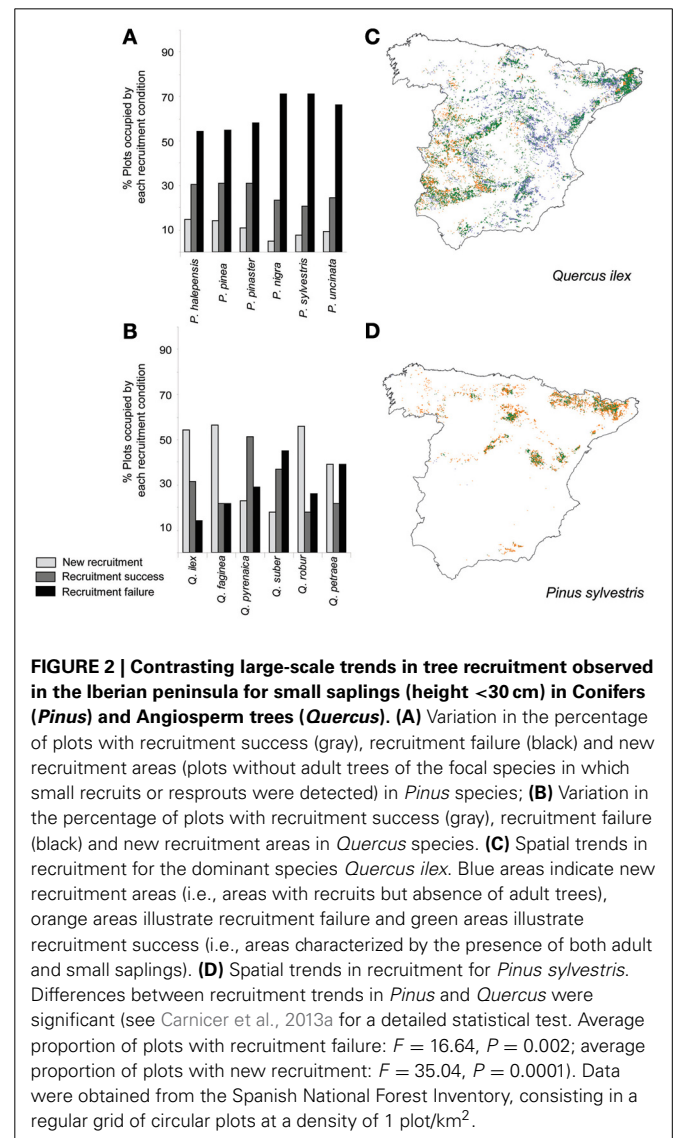 A
90
70
50
30
10
% Plots occupied by
each recruitment condition
P. halepensis
P. pinea
P. pinaster
P. nigra
P. sylvestris
P. uncinata
C
Quercus ilex
B
90
70
50
30
10
% Plots occupied by
each recruitment condition
Q. ilex
Q. faginea
Q. pyrenaica
Q. suber
Q. robur
Q. petraea
New recruitment
Recruitment success
Recruitment failure
D
Pinus sylvestris
FIGURE 2 | Contrasting large-scale trends in tree recruitment observed
in the Iberian peninsula for small saplings (height <30 cm) in Conifers
(Pinus) and Angiosperm trees (Quercus). (A) Variation in the percentage
of plots with recruitment success (gray), recruitment failure (black) and new
recruitment areas (plots without adult trees of the focal species in which
small recruits or resprouts were detected) in Pinus species; (B) Variation in
the percentage of plots with recruitment success (gray), recruitment failure
(black) and new recruitment areas in Quercus species. (C) Spatial trends in
recruitment for the dominant species Quercus ilex. Blue areas indicate new
recruitment areas (i.e., areas with recruits but absence of adult trees),
orange areas illustrate recruitment failure and green areas illustrate
recruitment success (i.e., areas characterized by the presence of both adult
and small saplings). (D) Spatial trends in recruitment for Pinus sylvestris.
Differences between recruitment trends in Pinus and Quercus were
significant (see Carnicer et al., 2013a for a detailed statistical test. Average
proportion of plots with recruitment failure: F = 16.64, P = 0.002; average
proportion of plots with new recruitment: F = 35.04, P = 0.0001). Data
were obtained from the Spanish National Forest Inventory, consisting in a
regular grid of circular plots at a density of 1 plot/km².